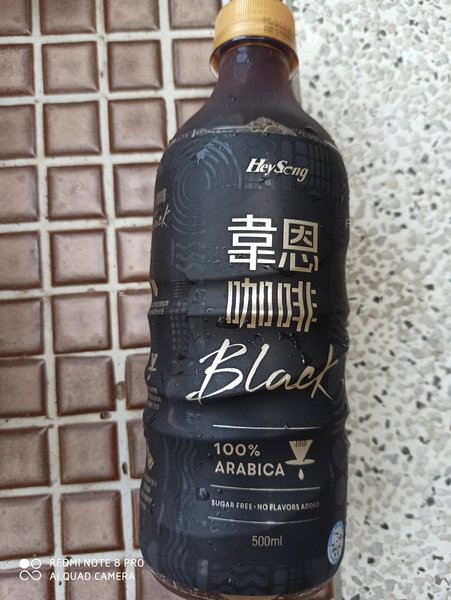 HeySong
韋恩
咖啡
Black
100%
ARABICA
SUGAR FREE · NO FLAVORS ADDED
500ml
REDMI NOTE 8 PRO
AI QUAD CAMERA